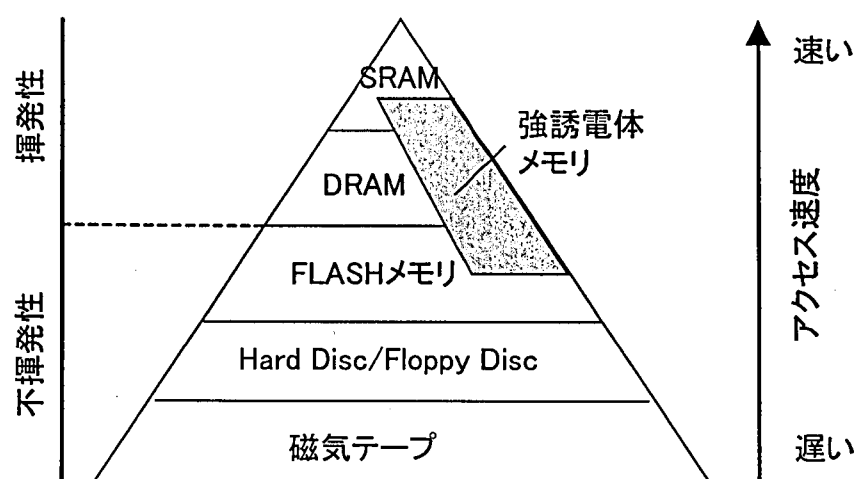 揮発性
不揮発性
SRAM
DRAM
FLASHメモリ
Hard Disc/Floppy Disc
磁気テープ
強誘電体
メモリ
速い
アクセス速度
遅い